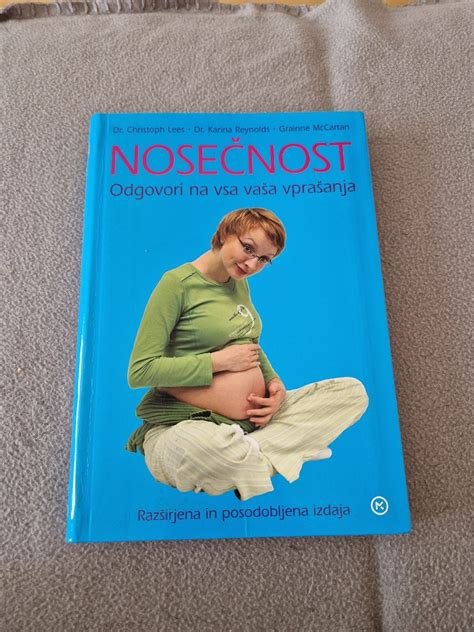 Dr. Christoph Lees • Dr. Karina Reynolds • Grainne McCartan
NOSEČNOST
Odgovori na vsa vaša vprašanja
Razširjena in posodobljena izdaja